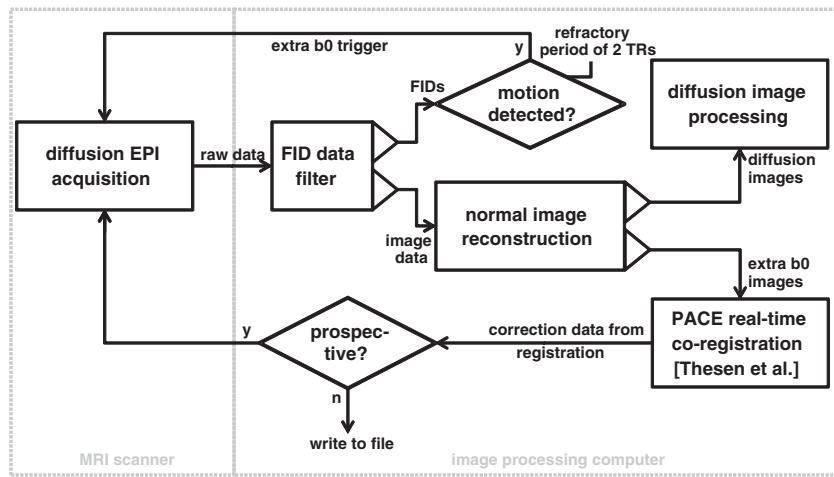 extra b0 trigger
y
refractory
period of 2 TRs
FIDs
motion
detected?
diffusion image
processing
diffusion EPI
acquisition
raw data
FID data
filter
diffusion
images
normal image
reconstruction
image
data
extra b0
images
y
prospec-
tive?
correction data from
registration
PACE real-time
co-registration
[Thesen et al.]
n
write to file
MRI scanner
image processing computer